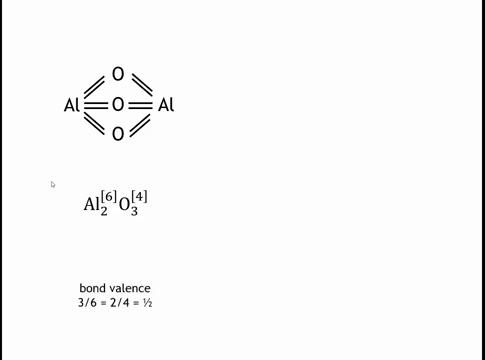 O
Al O Al
O
Al₂^[6]O₃^[4]
bond valence
3/6 = 2/4 = ½